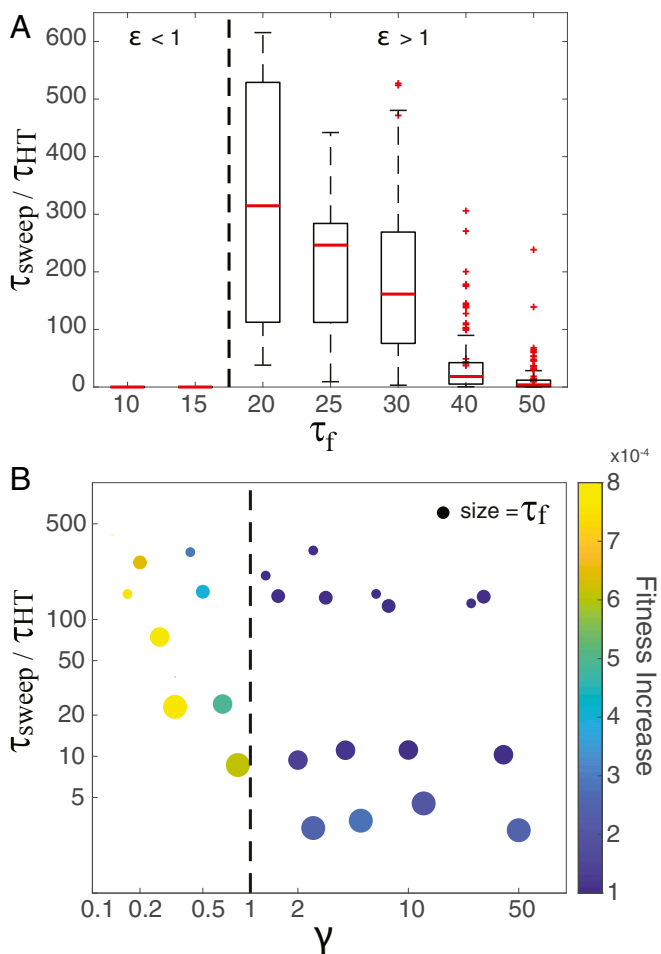 A
ε < 1
ε > 1
600
500
400
300
200
100
0
τsweep / τHT
10 15 20 25 30 40 50
τf
B
x10-4
size = τf
500
100
50
20
10
5
τsweep / τHT
0.1 0.2 0.5 1 2 10 50
γ
8
7
6
5
4
3
2
1
Fitness Increase